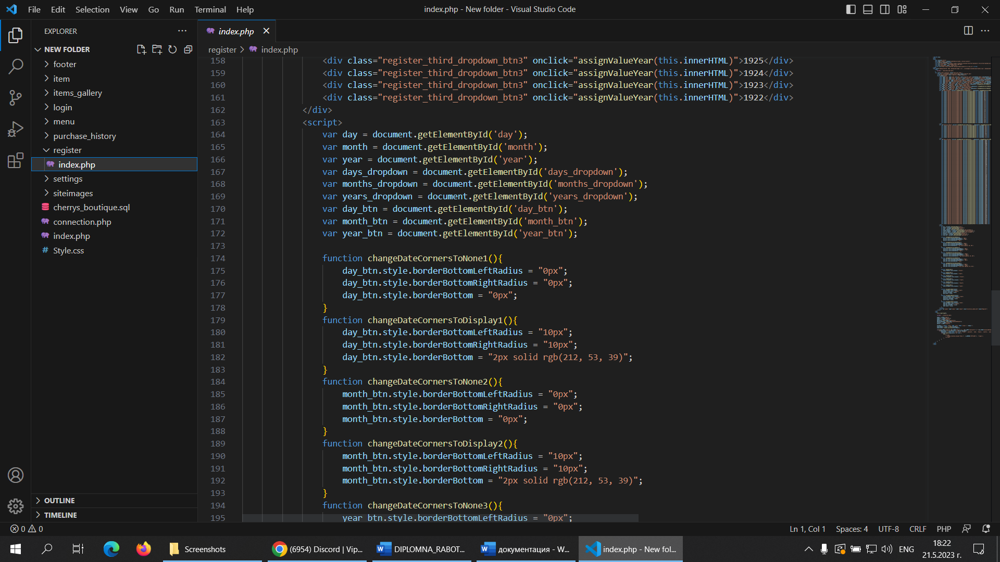 File Edit Selection View Go Run Terminal Help
index.php - New folder - Visual Studio Code
EXPLORER
NEW FOLDER
footer
item
items_gallery
login
menu
purchase_history
register
index.php
settings
siteimages
cherrys_boutique.sql
connection.php
index.php
# Style.css
OUTLINE
TIMELINE
index.php
register > index.php
158 <div class="register_third_dropdown_btn3" onclick="assignValueYear(this.innerHTML)">1925</div>
159 <div class="register_third_dropdown_btn3" onclick="assignValueYear(this.innerHTML)">1924</div>
160 <div class="register_third_dropdown_btn3" onclick="assignValueYear(this.innerHTML)">1923</div>
161 <div class="register_third_dropdown_btn3" onclick="assignValueYear(this.innerHTML)">1922</div>
162 </div>
163 <script>
164 var day = document.getElementById('day');
165 var month = document.getElementById('month');
166 var year = document.getElementById('year');
167 var days_dropdown = document.getElementById('days_dropdown');
168 var months_dropdown = document.getElementById('months_dropdown');
169 var years_dropdown = document.getElementById('years_dropdown');
170 var day_btn = document.getElementById('day_btn');
171 var month_btn = document.getElementById('month_btn');
172 var year_btn = document.getElementById('year_btn');
173
174 function changeDateCornersToNone1(){
175 day_btn.style.borderBottomLeftRadius = "0px";
176 day_btn.style.borderBottomRightRadius = "0px";
177 day_btn.style.borderBottom = "0px";
178 }
179 function changeDateCornersToDisplay1(){
180 day_btn.style.borderBottomLeftRadius = "10px";
181 day_btn.style.borderBottomRightRadius = "10px";
182 day_btn.style.borderBottom = "2px solid rgb(212, 53, 39)";
183 }
184 function changeDateCornersToNone2(){
185 month_btn.style.borderBottomLeftRadius = "0px";
186 month_btn.style.borderBottomRightRadius = "0px";
187 month_btn.style.borderBottom = "0px";
188 }
189 function changeDateCornersToDisplay2(){
190 month_btn.style.borderBottomLeftRadius = "10px";
191 month_btn.style.borderBottomRightRadius = "10px";
192 month_btn.style.borderBottom = "2px solid rgb(212, 53, 39)";
193 }
194 function changeDateCornersToNone3(){
195 year_btn.style.borderBottomLeftRadius = "0px";
0 0
Ln 1, Col 1 Spaces: 4 UTF-8 CRLF PHP
Screenshots
(6954) Discord | Vip...
DIPLOMNA_RABOT...
документация - W...
index.php - New fol...
ENG
18:22
21.5.2023 г.